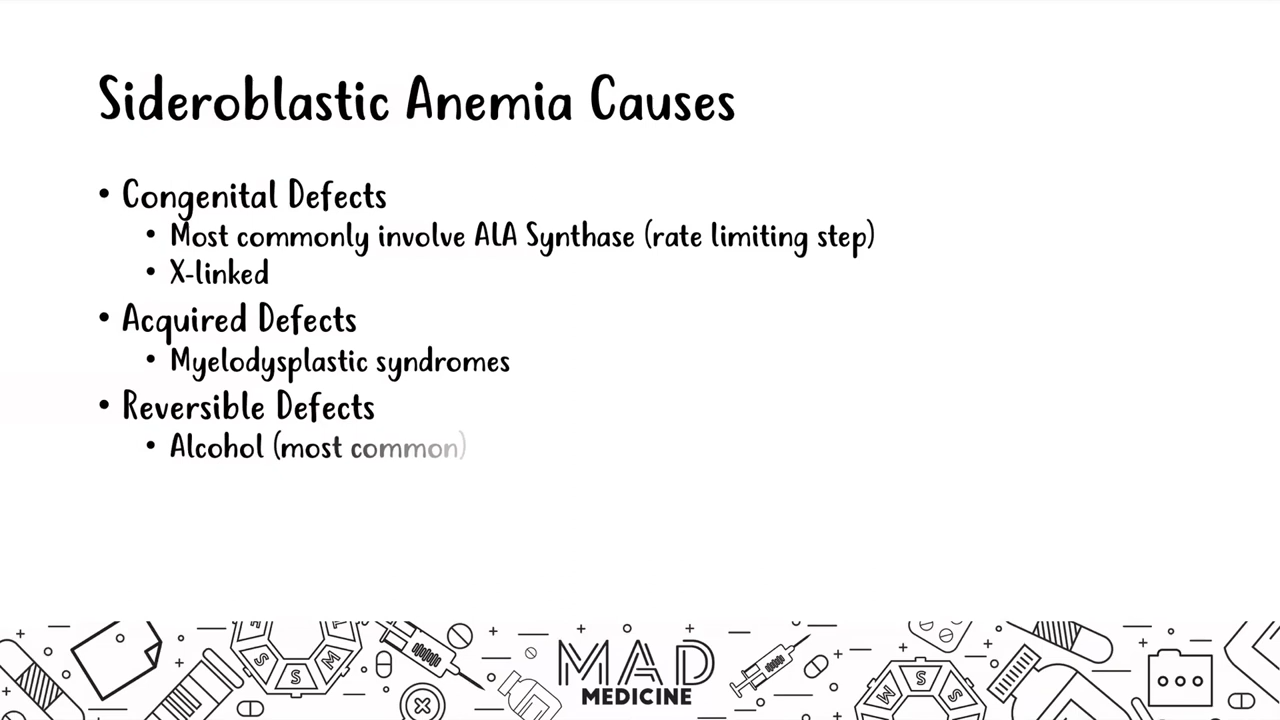 Sideroblastic Anemia Causes
• Congenital Defects
• Most commonly involve ALA Synthase (rate limiting step)
• X-linked
• Acquired Defects
• Myelodysplastic syndromes
• Reversible Defects
• Alcohol (most common)
MAD
MEDICINE
S
S
M
M
S
S